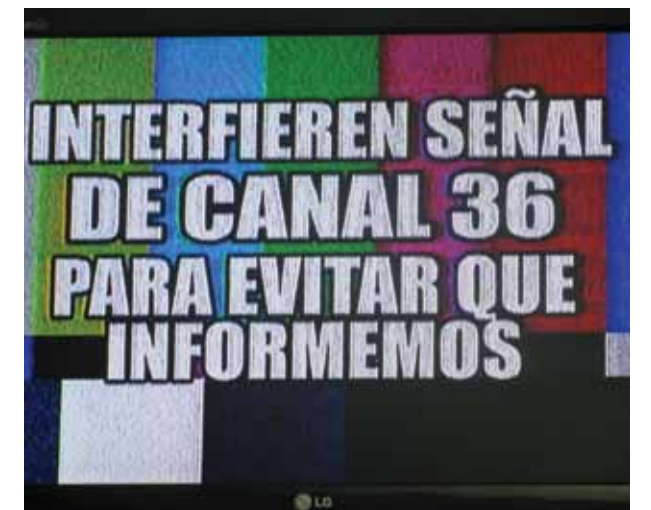 INTERFIEREN SEÑAL
DE CANAL 36
PARA EVITAR QUE
INFORMEMOS
LG